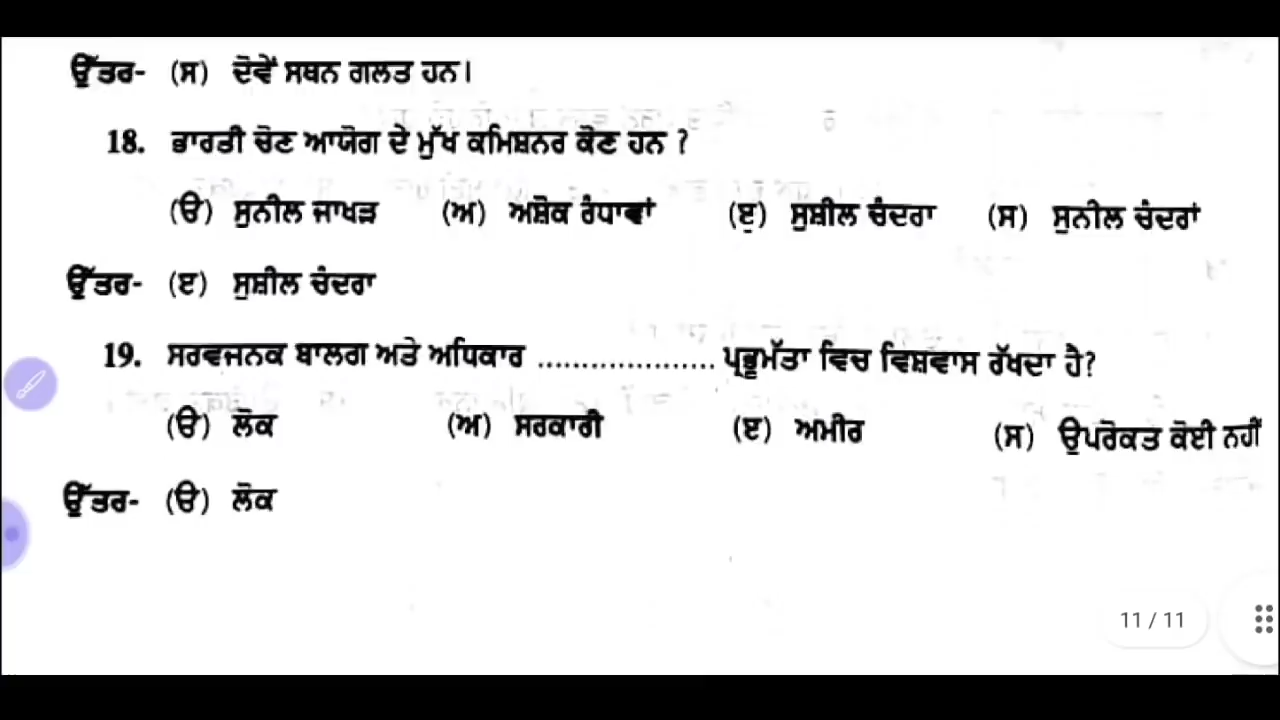 ਉੱਤਰ- (ਸ) ਦੋਵੇਂ ਸਥਨ ਗਲਤ ਹਨ।
18. ਭਾਰਤੀ ਚੋਣ ਆਯੋਗ ਦੇ ਮੁੱਖ ਕਮਿਸ਼ਨਰ ਕੌਣ ਹਨ ?
(ੳ) ਸੁਨੀਲ ਜਾਖੜ (ਅ) ਅਸ਼ੋਕ ਰੰਧਾਵਾਂ (ੲ) ਸੁਸ਼ੀਲ ਚੰਦਰਾ (ਸ) ਸੁਨੀਲ ਚੰਦਰਾਂ
ਉੱਤਰ- (ੲ) ਸੁਸ਼ੀਲ ਚੰਦਰਾ
19. ਸਰਵਜਨਕ ਬਾਲਗ ਅਤੇ ਅਧਿਕਾਰ .................... ਪ੍ਰਭੂਮੱਤਾ ਵਿਚ ਵਿਸ਼ਵਾਸ ਰੱਖਦਾ ਹੈ?
(ੳ) ਲੋਕ (ਅ) ਸਰਕਾਰੀ (ੲ) ਅਮੀਰ (ਸ) ਉਪਰੋਕਤ ਕੋਈ ਨਹੀਂ
ਉੱਤਰ- (ੳ) ਲੋਕ
11 / 11